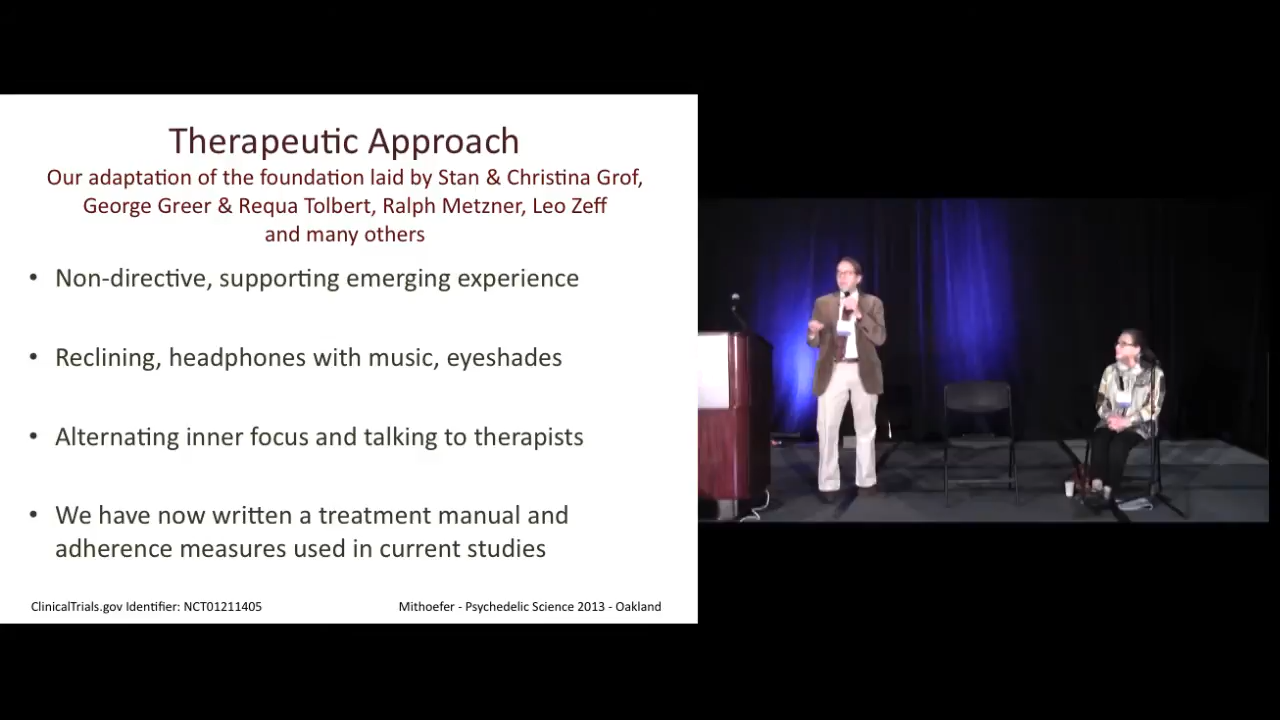 Therapeutic Approach
Our adaptation of the foundation laid by Stan & Christina Grof,
George Greer & Requa Tolbert, Ralph Metzner, Leo Zeff
and many others
• Non-directive, supporting emerging experience
• Reclining, headphones with music, eyeshades
• Alternating inner focus and talking to therapists
• We have now written a treatment manual and
adherence measures used in current studies
ClinicalTrials.gov Identifier: NCT01211405
Mithoefer - Psychedelic Science 2013 - Oakland